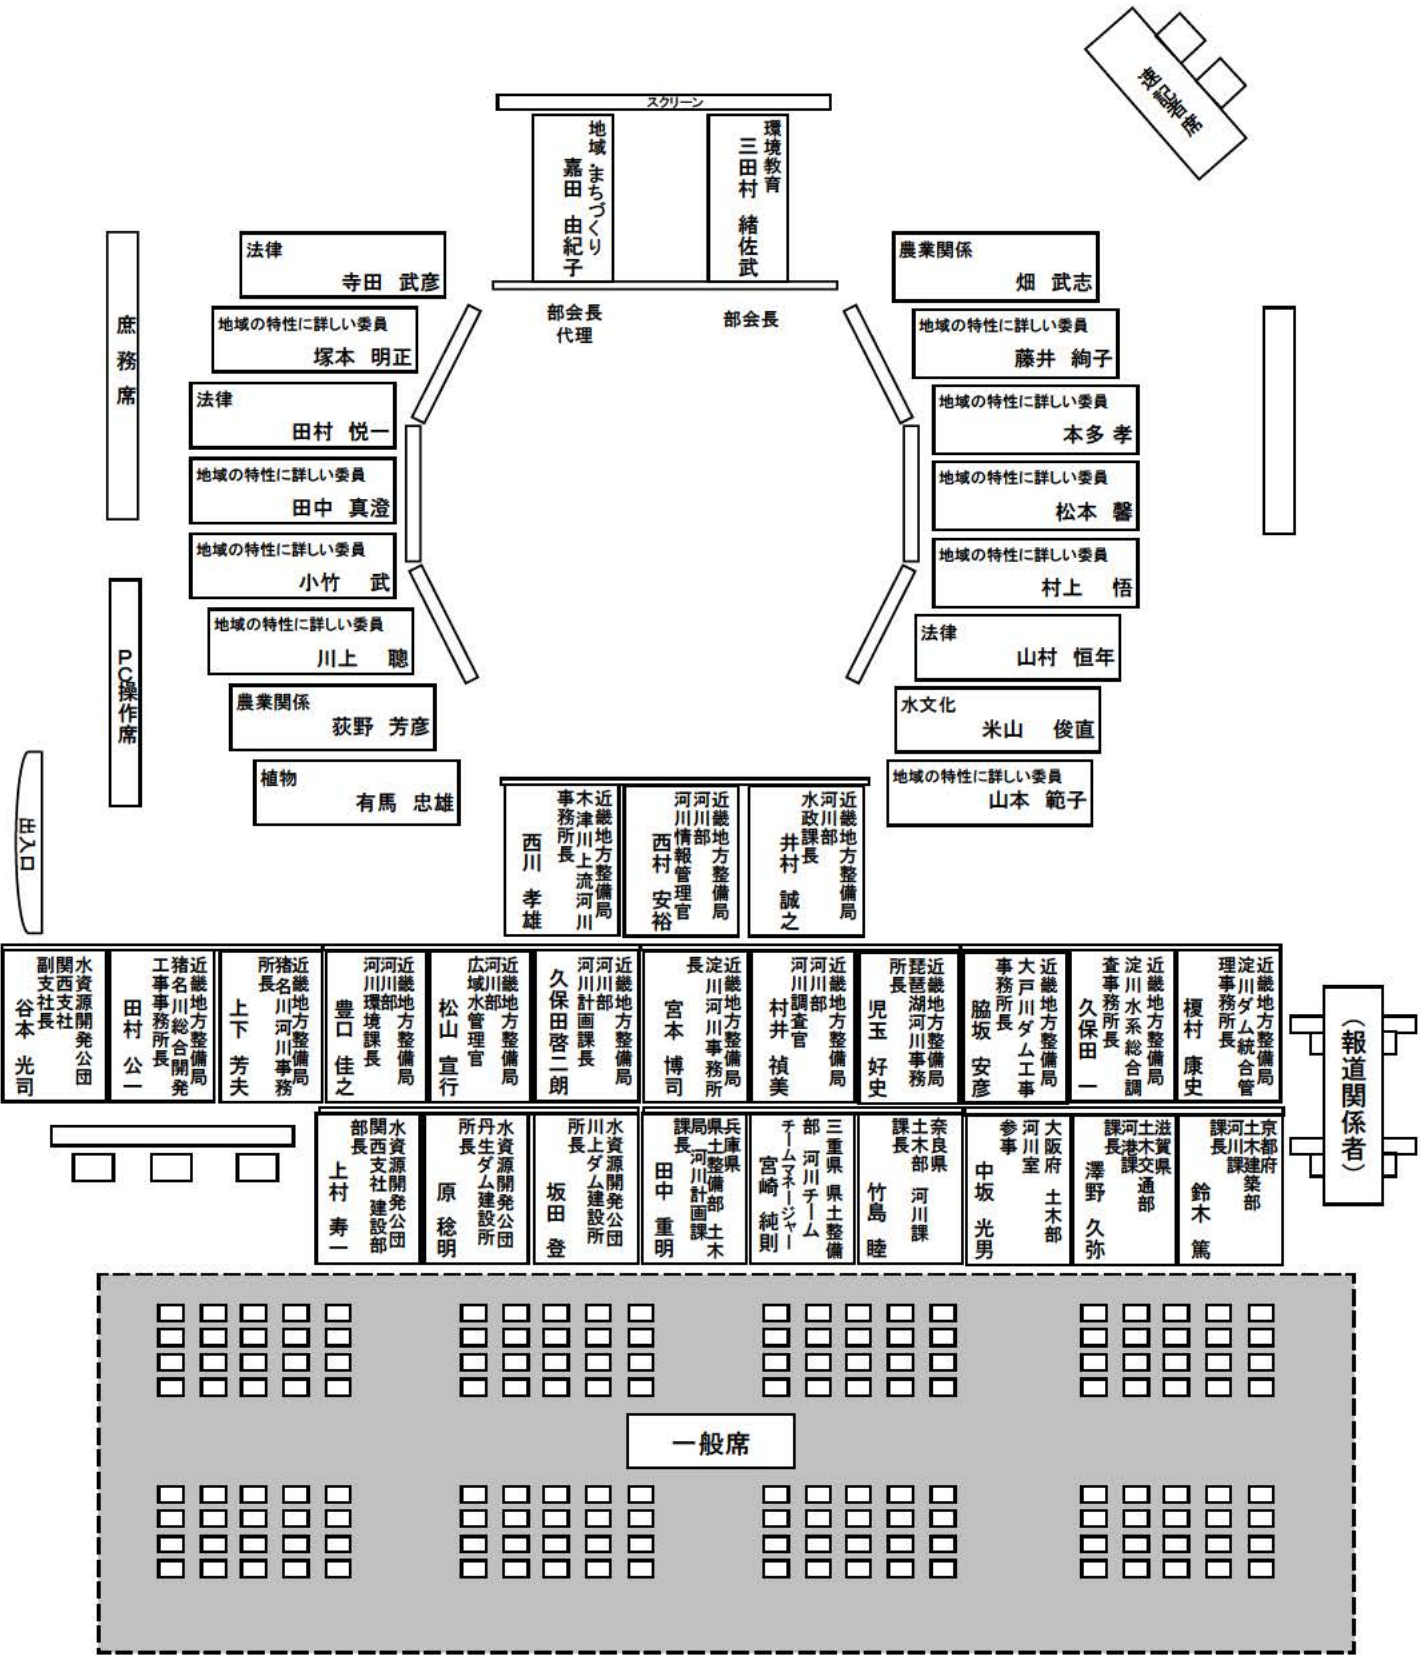 速記者席
スクリーン
地域・まちづくり
嘉田 由紀子
環境教育
三田村 緒佐武
部会長
代理
部会長
庶務席
PC操作席
出入口
法律
寺田 武彦
地域の特性に詳しい委員
塚本 明正
法律
田村 悦一
地域の特性に詳しい委員
田中 真澄
地域の特性に詳しい委員
小竹 武
地域の特性に詳しい委員
川上 聰
農業関係
荻野 芳彦
植物
有馬 忠雄
農業関係
畑 武志
地域の特性に詳しい委員
藤井 絢子
地域の特性に詳しい委員
本多 孝
地域の特性に詳しい委員
松本 馨
地域の特性に詳しい委員
村上 悟
法律
山村 恒年
水文化
米山 俊直
地域の特性に詳しい委員
山本 範子
近畿地方整備局
木津川上流河川
事務所長
西川 孝雄
近畿地方整備局
河川部
河川情報管理官
西村 安裕
近畿地方整備局
河川部
水政課長
井村 誠之
水資源開発公団
関西支社
副支社長
谷本 光司
近畿地方整備局
猪名川総合開発
工事事務所長
田村 公一
近畿地方整備局
猪名川河川事務
所長
上下 芳夫
近畿地方整備局
河川部
河川環境課長
豊口 佳之
近畿地方整備局
河川部
広域水管理官
松山 宣行
近畿地方整備局
河川部
河川計画課長
久保田啓二朗
近畿地方整備局
淀川河川事務所
長
宮本 博司
近畿地方整備局
河川部
河川調査官
村井 禎美
近畿地方整備局
琵琶湖河川事務
所長
児玉 好史
近畿地方整備局
大戸川ダム工事
事務所長
脇坂 安彦
近畿地方整備局
淀川水系総合調
査事務所長
久保田 一
近畿地方整備局
淀川ダム統合管
理事務所長
榎村 康史
(報道関係者)
水資源開発公団
関西支社 建設部
部長
上村 寿一
水資源開発公団
丹生ダム建設所
所長
原 稔明
水資源開発公団
川上ダム建設所
所長
坂田 登
兵庫県
県土整備部 土木
局 河川計画課
課長
田中 重明
三重県 県土整備
部 河川チーム
チームマネージャー
宮崎 純則
奈良県
土木部 河川課
課長
竹島 睦
大阪府 土木部
河川室
参事
中坂 光男
滋賀県
土木交通部
河港課
課長
澤野 久弥
京都府
土木建築部
河川課
課長
鈴木 篤
一般席